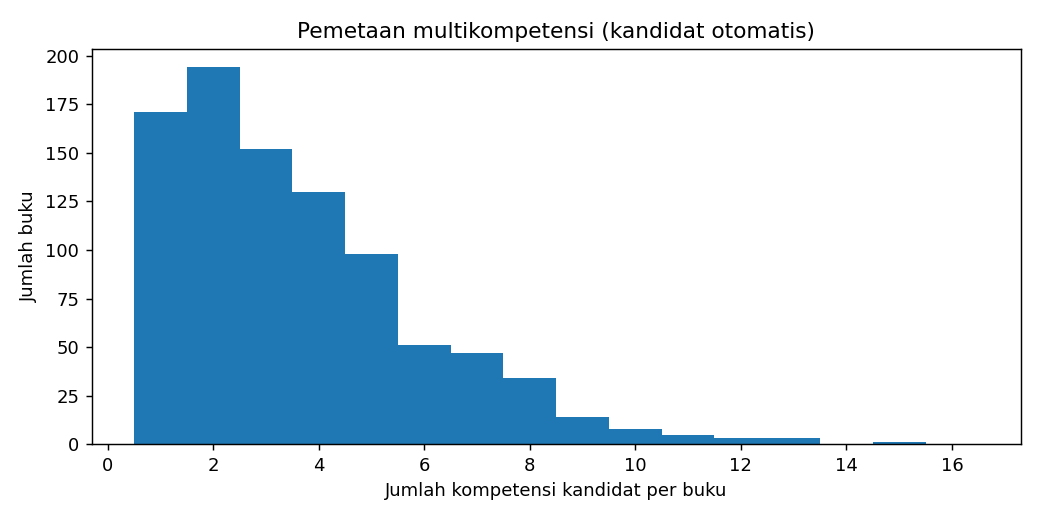 Pemetaan multikompetensi (kandidat otomatis)
Jumlah buku
200
175
150
125
100
75
50
25
0
0 2 4 6 8 10 12 14 16
Jumlah kompetensi kandidat per buku